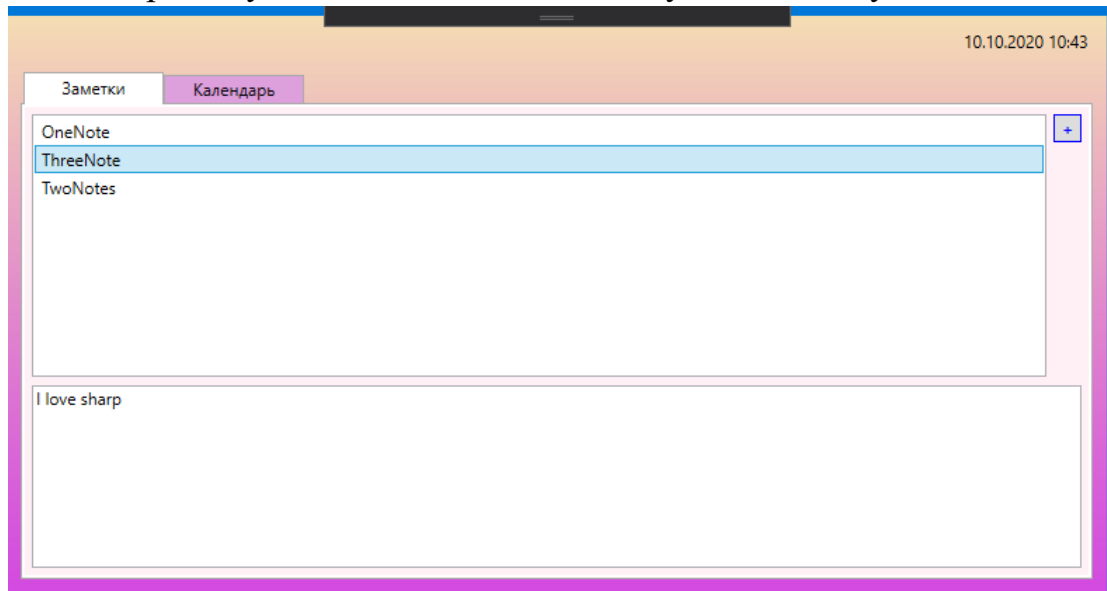 10.10.2020 10:43
Заметки Календарь
OneNote
+
ThreeNote
TwoNotes
I love sharp